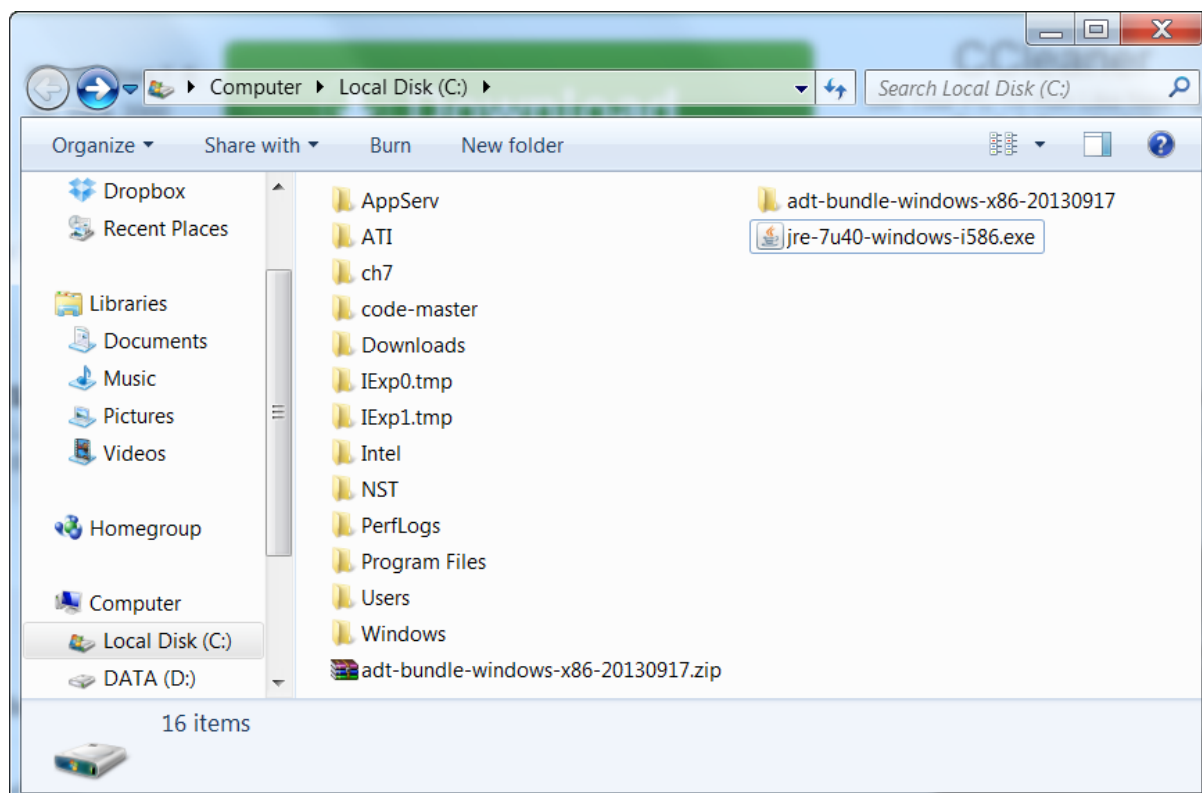 CCleaner
Computer Local Disk (C:)
Search Local Disk (C:)
Organize Share with Burn New folder
Dropbox
Recent Places
Libraries
Documents
Music
Pictures
Videos
Homegroup
Computer
Local Disk (C:)
DATA (D:)
AppServ
ATI
ch7
code-master
Downloads
IExp0.tmp
IExp1.tmp
Intel
NST
PerfLogs
Program Files
Users
Windows
adt-bundle-windows-x86-20130917.zip
adt-bundle-windows-x86-20130917
jre-7u40-windows-i586.exe
16 items